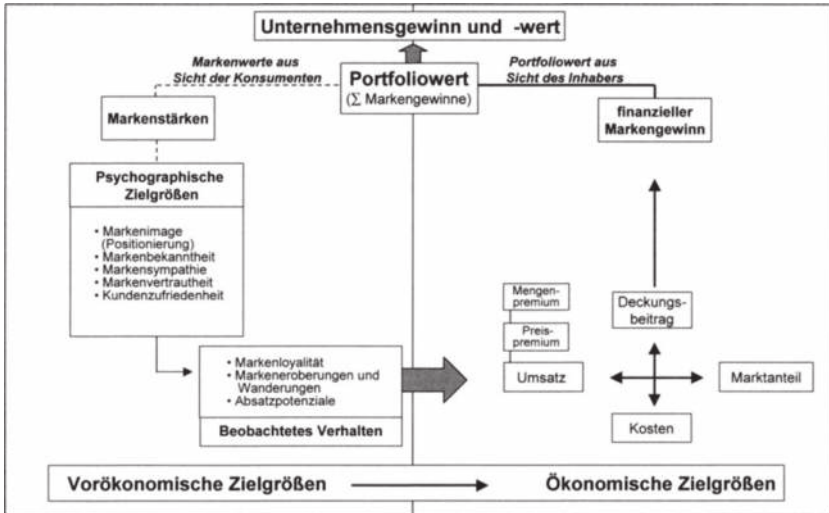 Unternehmensgewinn und -wert
Markenwerte aus
Sicht der Konsumenten
Portfoliowert
(Σ Markengewinne)
Portfoliowert aus
Sicht des Inhabers
Markenstärken
finanzieller
Markengewinn
Psychographische
Zielgrößen
• Markenimage
(Positionierung)
• Markenbekanntheit
• Markensympathie
• Markenvertrautheit
• Kundenzufriedenheit
• Markenloyalität
• Markeneroberungen und
Wanderungen
• Absatzpotenziale
Beobachtetes Verhalten
Mengen-
premium
Preis-
premium
Umsatz
Deckungs-
beitrag
Marktanteil
Kosten
Vorökonomische Zielgrößen
Ökonomische Zielgrößen